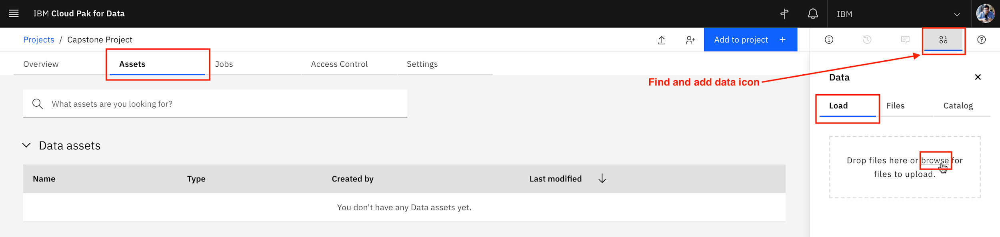 IBM Cloud Pak for Data
IBM
Projects / Capstone Project
Add to project +
Overview
Assets
Jobs
Access Control
Settings
Find and add data icon
Data
Load
Files
Catalog
What assets are you looking for?
Drop files here or browse for
files to upload.
Data assets
Name
Type
Created by
Last modified
You don't have any Data assets yet.